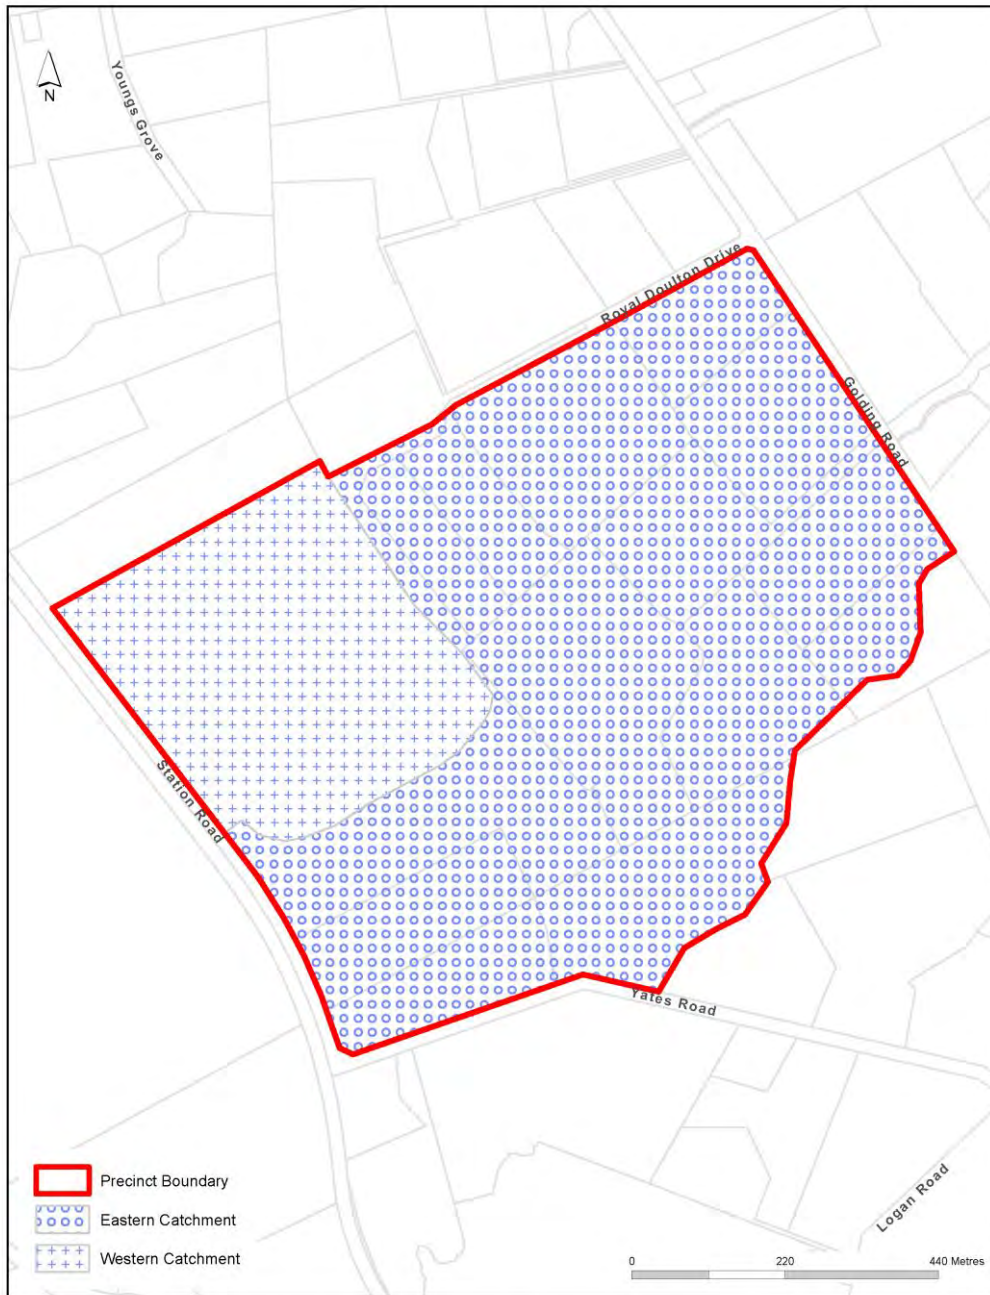 N
Youngs Grove
Royal Doulton Drive
Golding Road
Station Road
Yates Road
Logan Road
Precinct Boundary
Eastern Catchment
Western Catchment
0 220 440 Metres